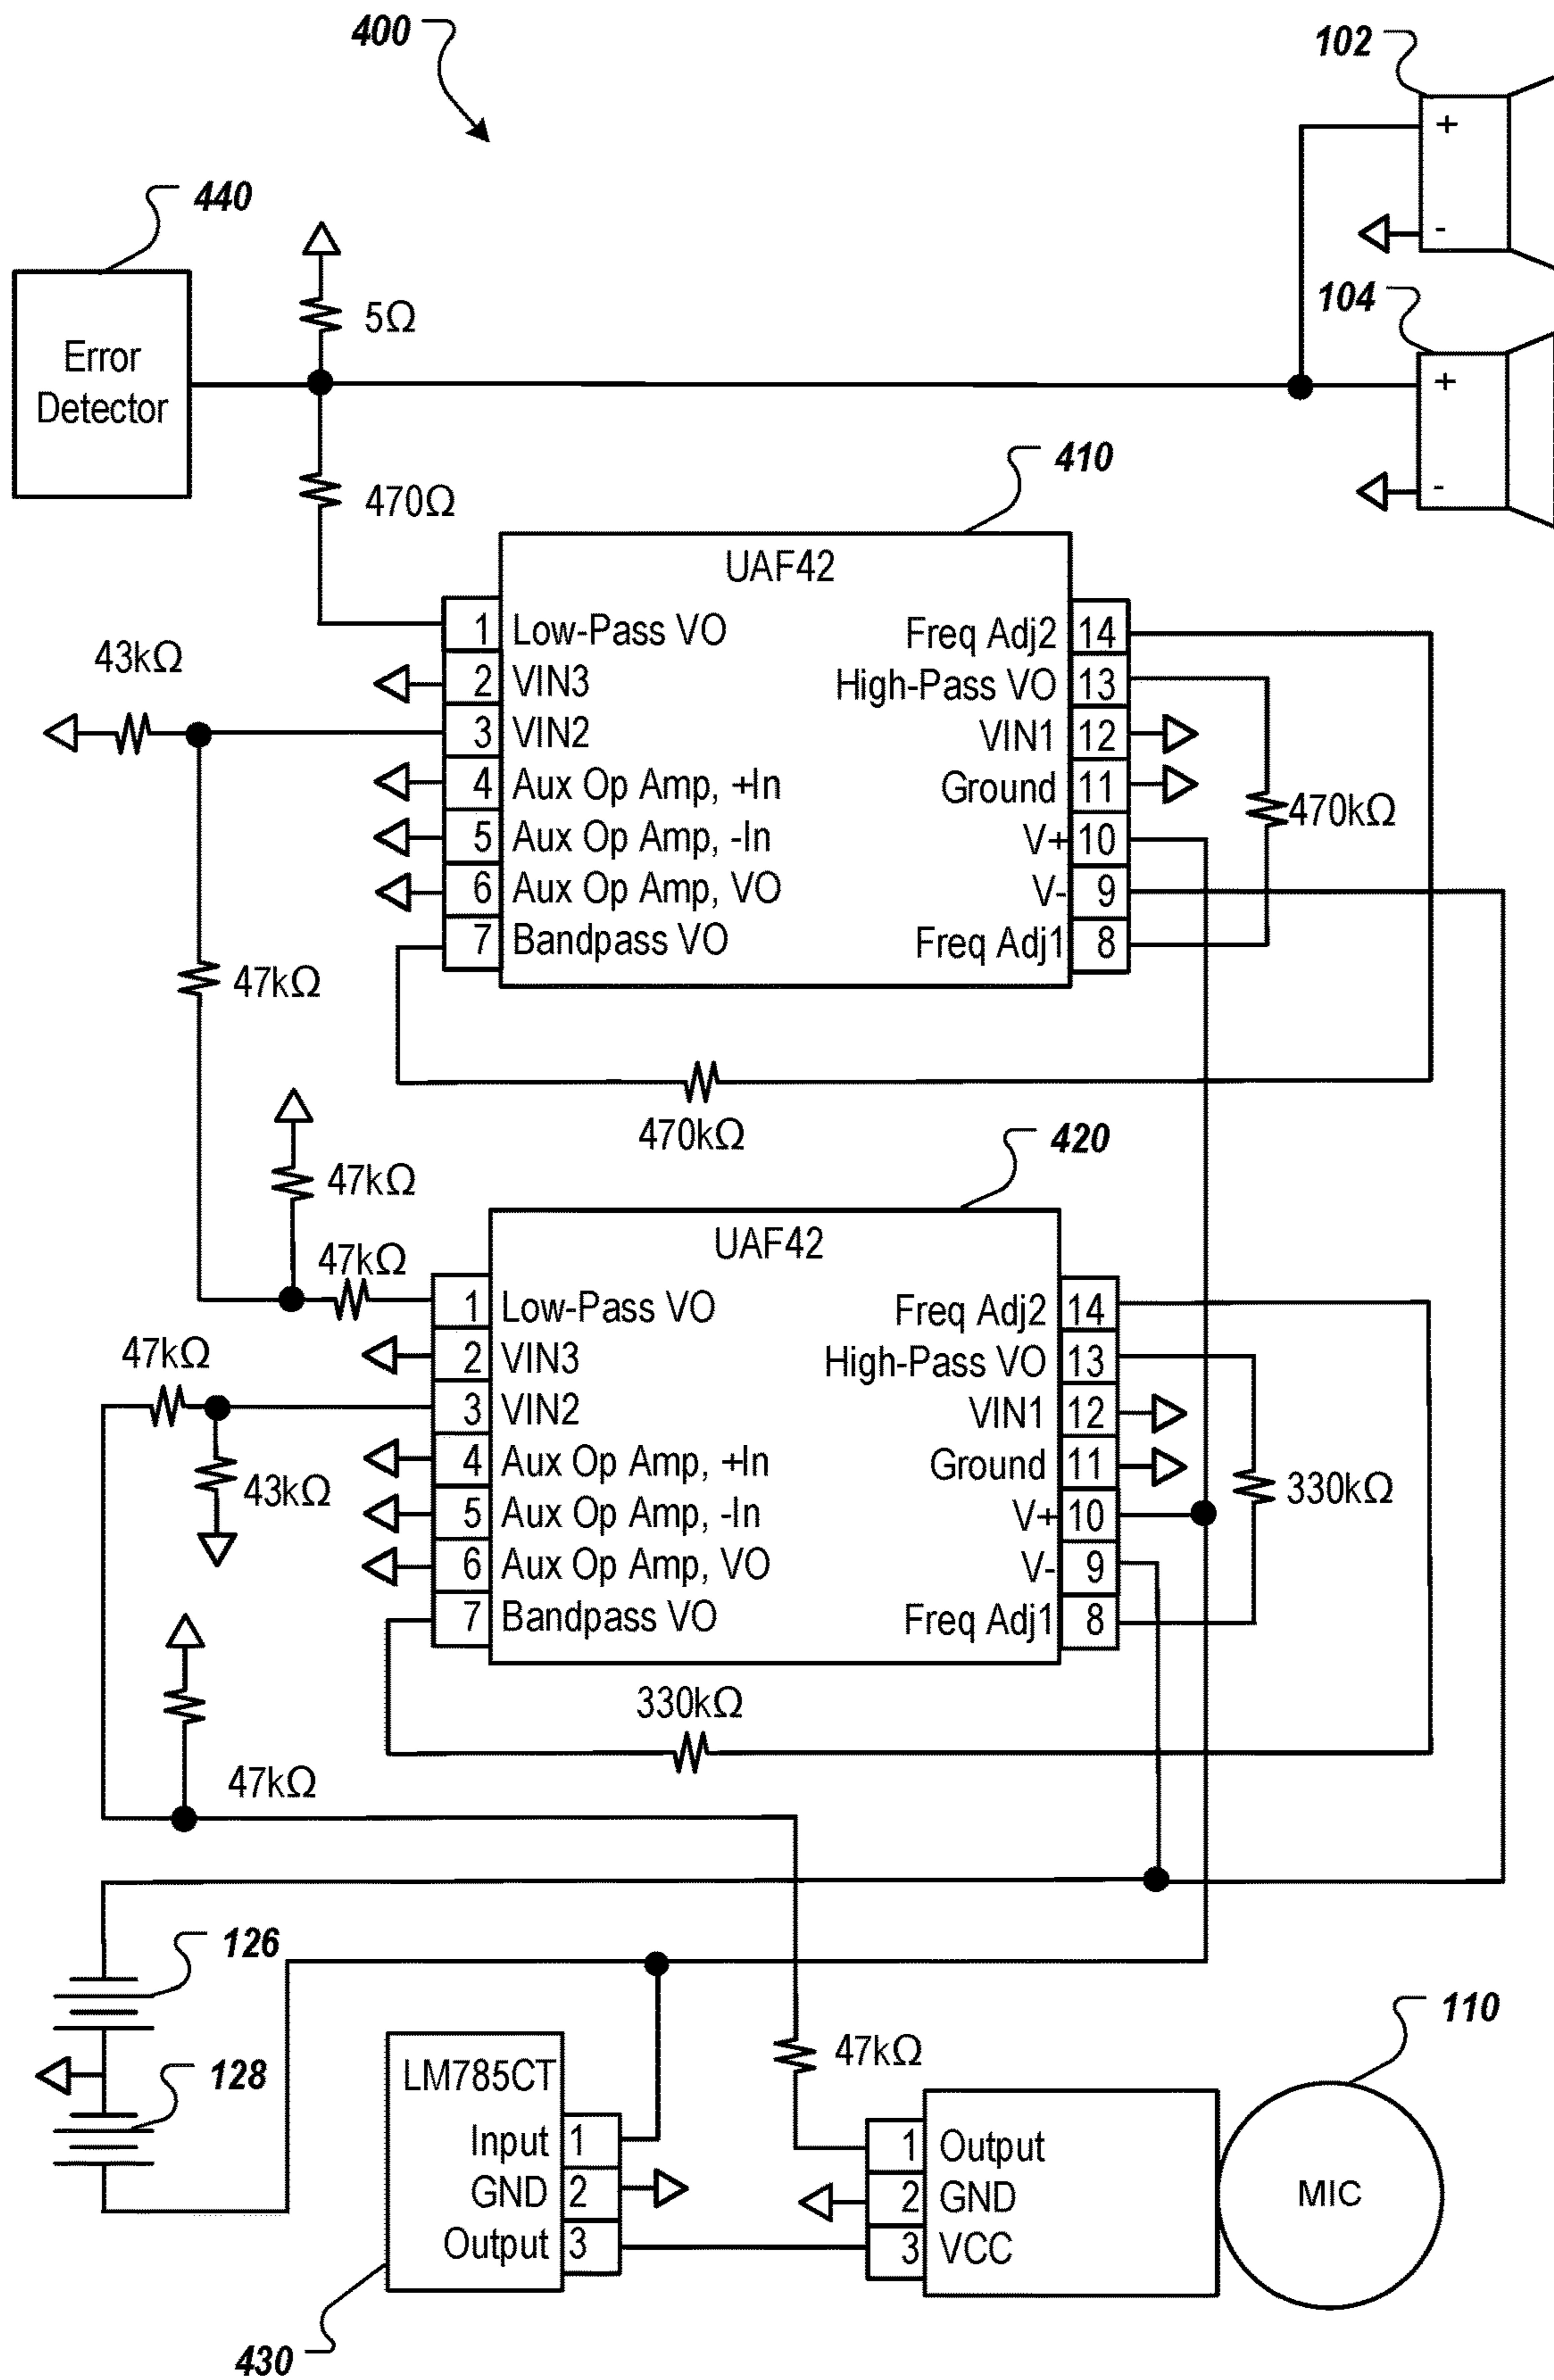 400
102
+
-
440
104
+
-
5Ω
Error
Detector
470Ω
410
UAF42
1 Low-Pass VO
2 VIN3
3 VIN2
4 Aux Op Amp, +In
5 Aux Op Amp, -In
6 Aux Op Amp, VO
7 Bandpass VO
Freq Adj2 14
High-Pass VO 13
VIN1 12
Ground 11
V+ 10
V- 9
Freq Adj1 8
43kΩ
470kΩ
47kΩ
470kΩ
420
47kΩ
47kΩ
UAF42
1 Low-Pass VO
2 VIN3
3 VIN2
4 Aux Op Amp, +In
5 Aux Op Amp, -In
6 Aux Op Amp, VO
7 Bandpass VO
Freq Adj2 14
High-Pass VO 13
VIN1 12
Ground 11
V+ 10
V- 9
Freq Adj1 8
47kΩ
43kΩ
330kΩ
330kΩ
47kΩ
126
128
LM785CT
Input 1
GND 2
Output 3
430
47kΩ
110
1 Output
2 GND
3 VCC
MIC